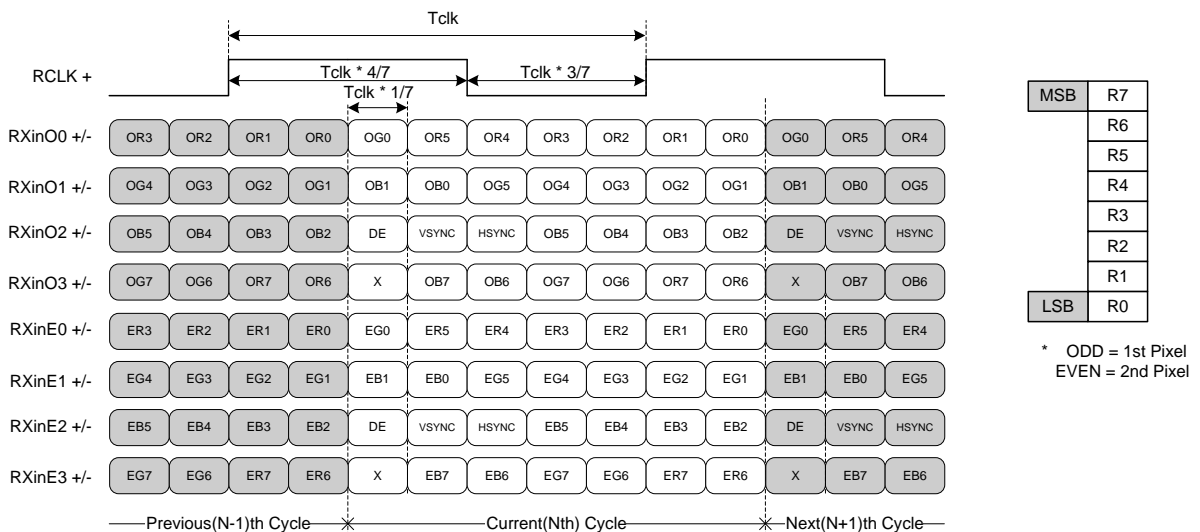 Tclk
RCLK +
Tclk * 4/7 Tclk * 3/7
Tclk * 1/7
RXinO0 +/- OR3 OR2 OR1 OR0 OG0 OR5 OR4 OR3 OR2 OR1 OR0 OG0 OR5 OR4
RXinO1 +/- OG4 OG3 OG2 OG1 OB1 OB0 OG5 OG4 OG3 OG2 OG1 OB1 OB0 OG5
RXinO2 +/- OB5 OB4 OB3 OB2 DE VSYNC HSYNC OB5 OB4 OB3 OB2 DE VSYNC HSYNC
RXinO3 +/- OG7 OG6 OR7 OR6 X OB7 OB6 OG7 OG6 OR7 OR6 X OB7 OB6
RXinE0 +/- ER3 ER2 ER1 ER0 EG0 ER5 ER4 ER3 ER2 ER1 ER0 EG0 ER5 ER4
RXinE1 +/- EG4 EG3 EG2 EG1 EB1 EB0 EG5 EG4 EG3 EG2 EG1 EB1 EB0 EG5
RXinE2 +/- EB5 EB4 EB3 EB2 DE VSYNC HSYNC EB5 EB4 EB3 EB2 DE VSYNC HSYNC
RXinE3 +/- EG7 EG6 ER7 ER6 X EB7 EB6 EG7 EG6 ER7 ER6 X EB7 EB6
Previous(N-1)th Cycle Current(Nth) Cycle Next(N+1)th Cycle
MSB R7
R6
R5
R4
R3
R2
R1
LSB R0
* ODD = 1st Pixel
EVEN = 2nd Pixel